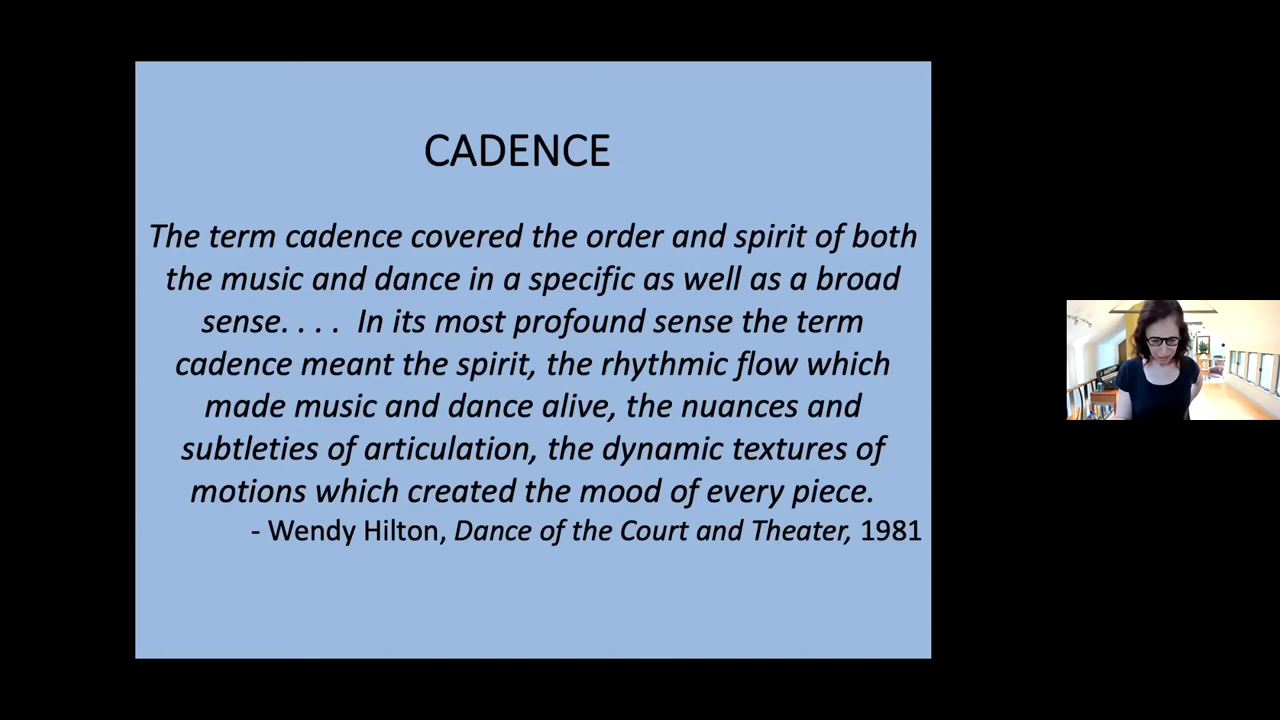 CADENCE
The term cadence covered the order and spirit of both
the music and dance in a specific as well as a broad
sense. . . .  In its most profound sense the term
cadence meant the spirit, the rhythmic flow which
made music and dance alive, the nuances and
subtleties of articulation, the dynamic textures of
motions which created the mood of every piece.
- Wendy Hilton, Dance of the Court and Theater, 1981